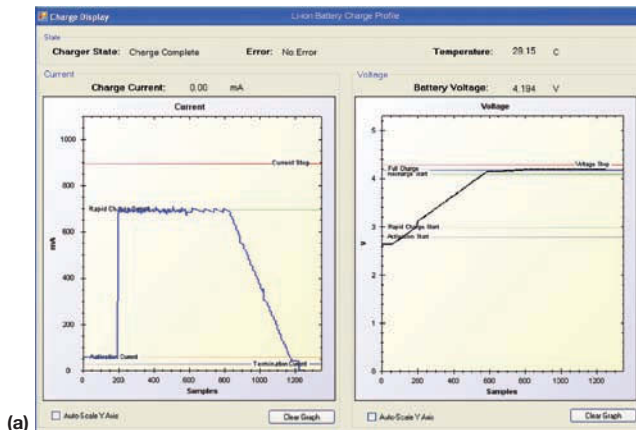 Charge Display
Li-ion Battery Charge Profile
State
Charger State: Charge Complete Error: No Error Temperature: 29.15 C
Current
Charge Current: 0.00 mA
Current
1000
800
600
400
200
0
mA
Current Stop
Rapid Charge Current
Activation Current
Termination Current
0 200 400 600 800 1000 1200
Samples
Auto-Scale Y Axis
Clear Graph
Voltage
Battery Voltage: 4.194 V
Voltage
5
4
3
2
1
0
V
Voltage Stop
Full Charge
Recharge Start
Rapid Charge Start
Activation Start
0 200 400 600 800 1000 1200
Samples
Auto-Scale Y Axis
Clear Graph
(a)